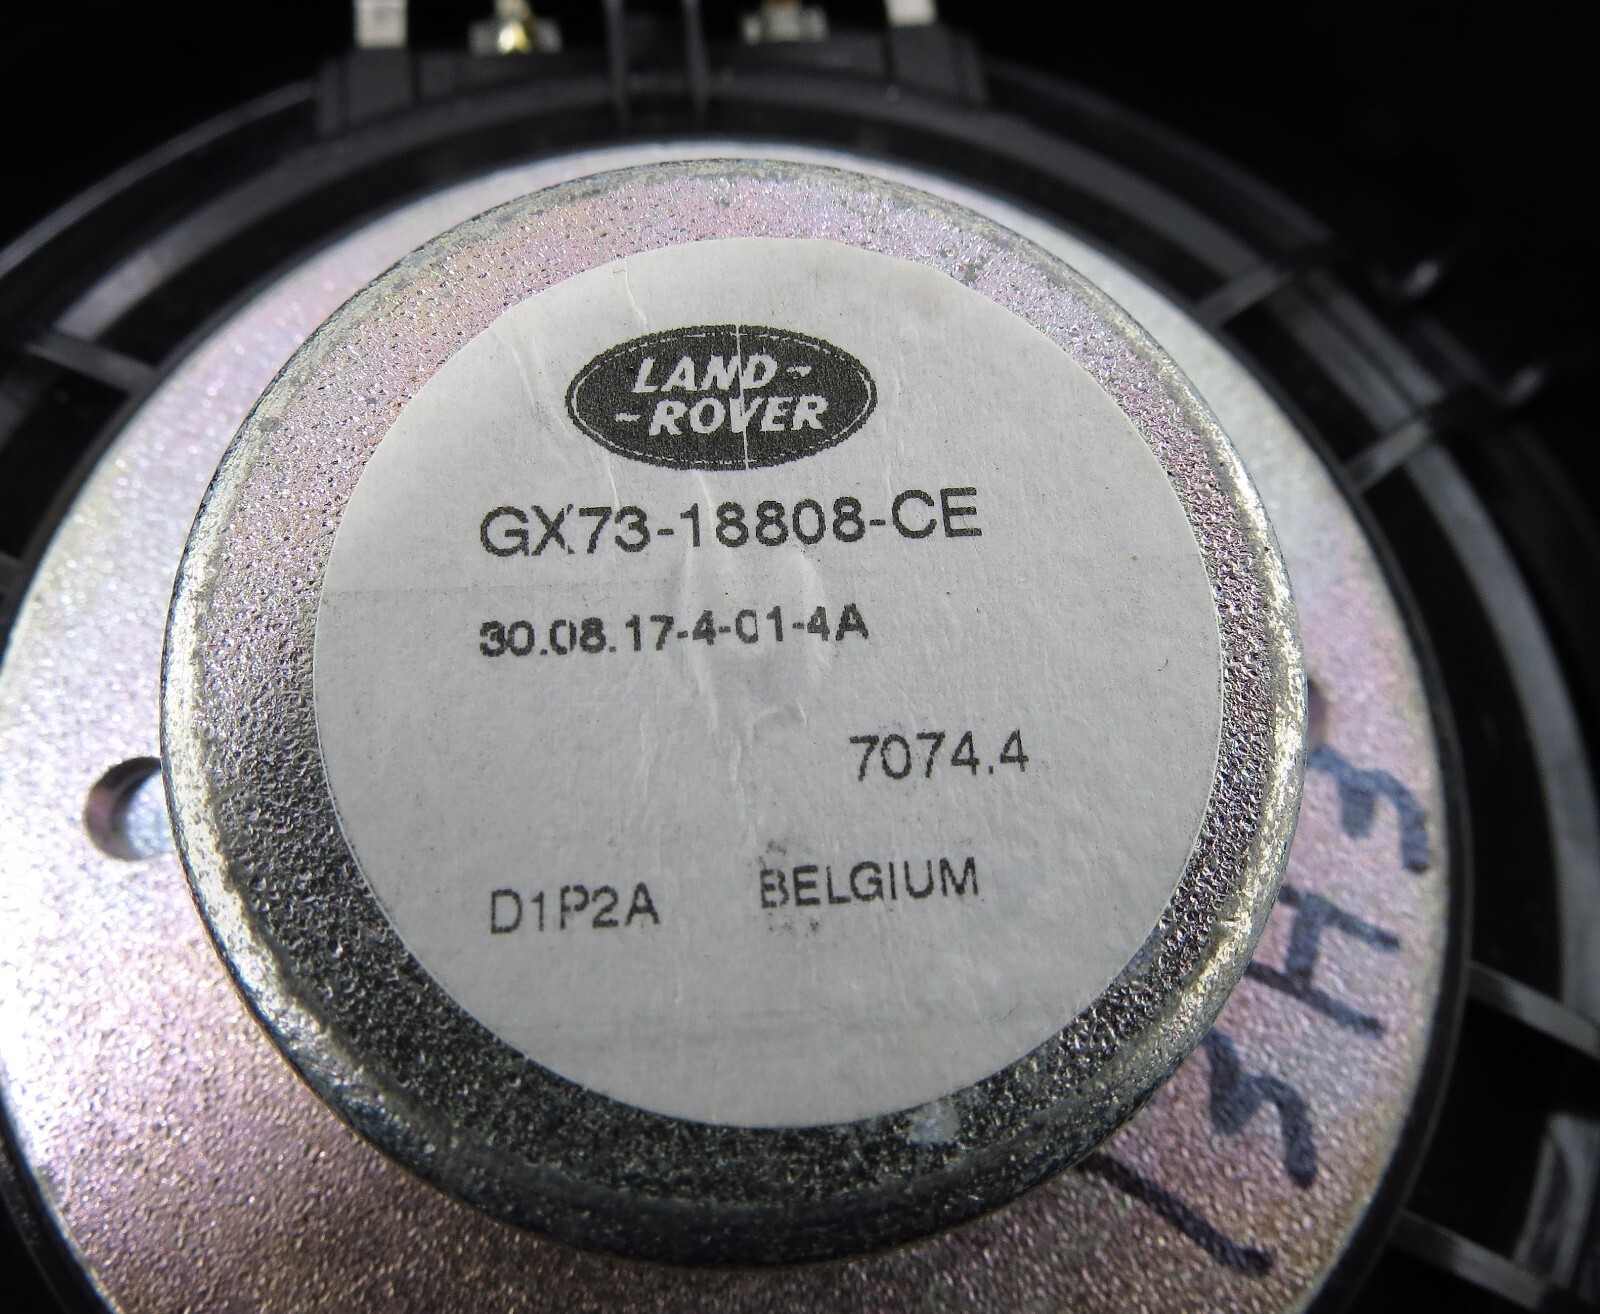 LAND-
-ROVER
GX73-18808-CE
30.08.17-4-01-4A
7074.4
D1P2A BELGIUM